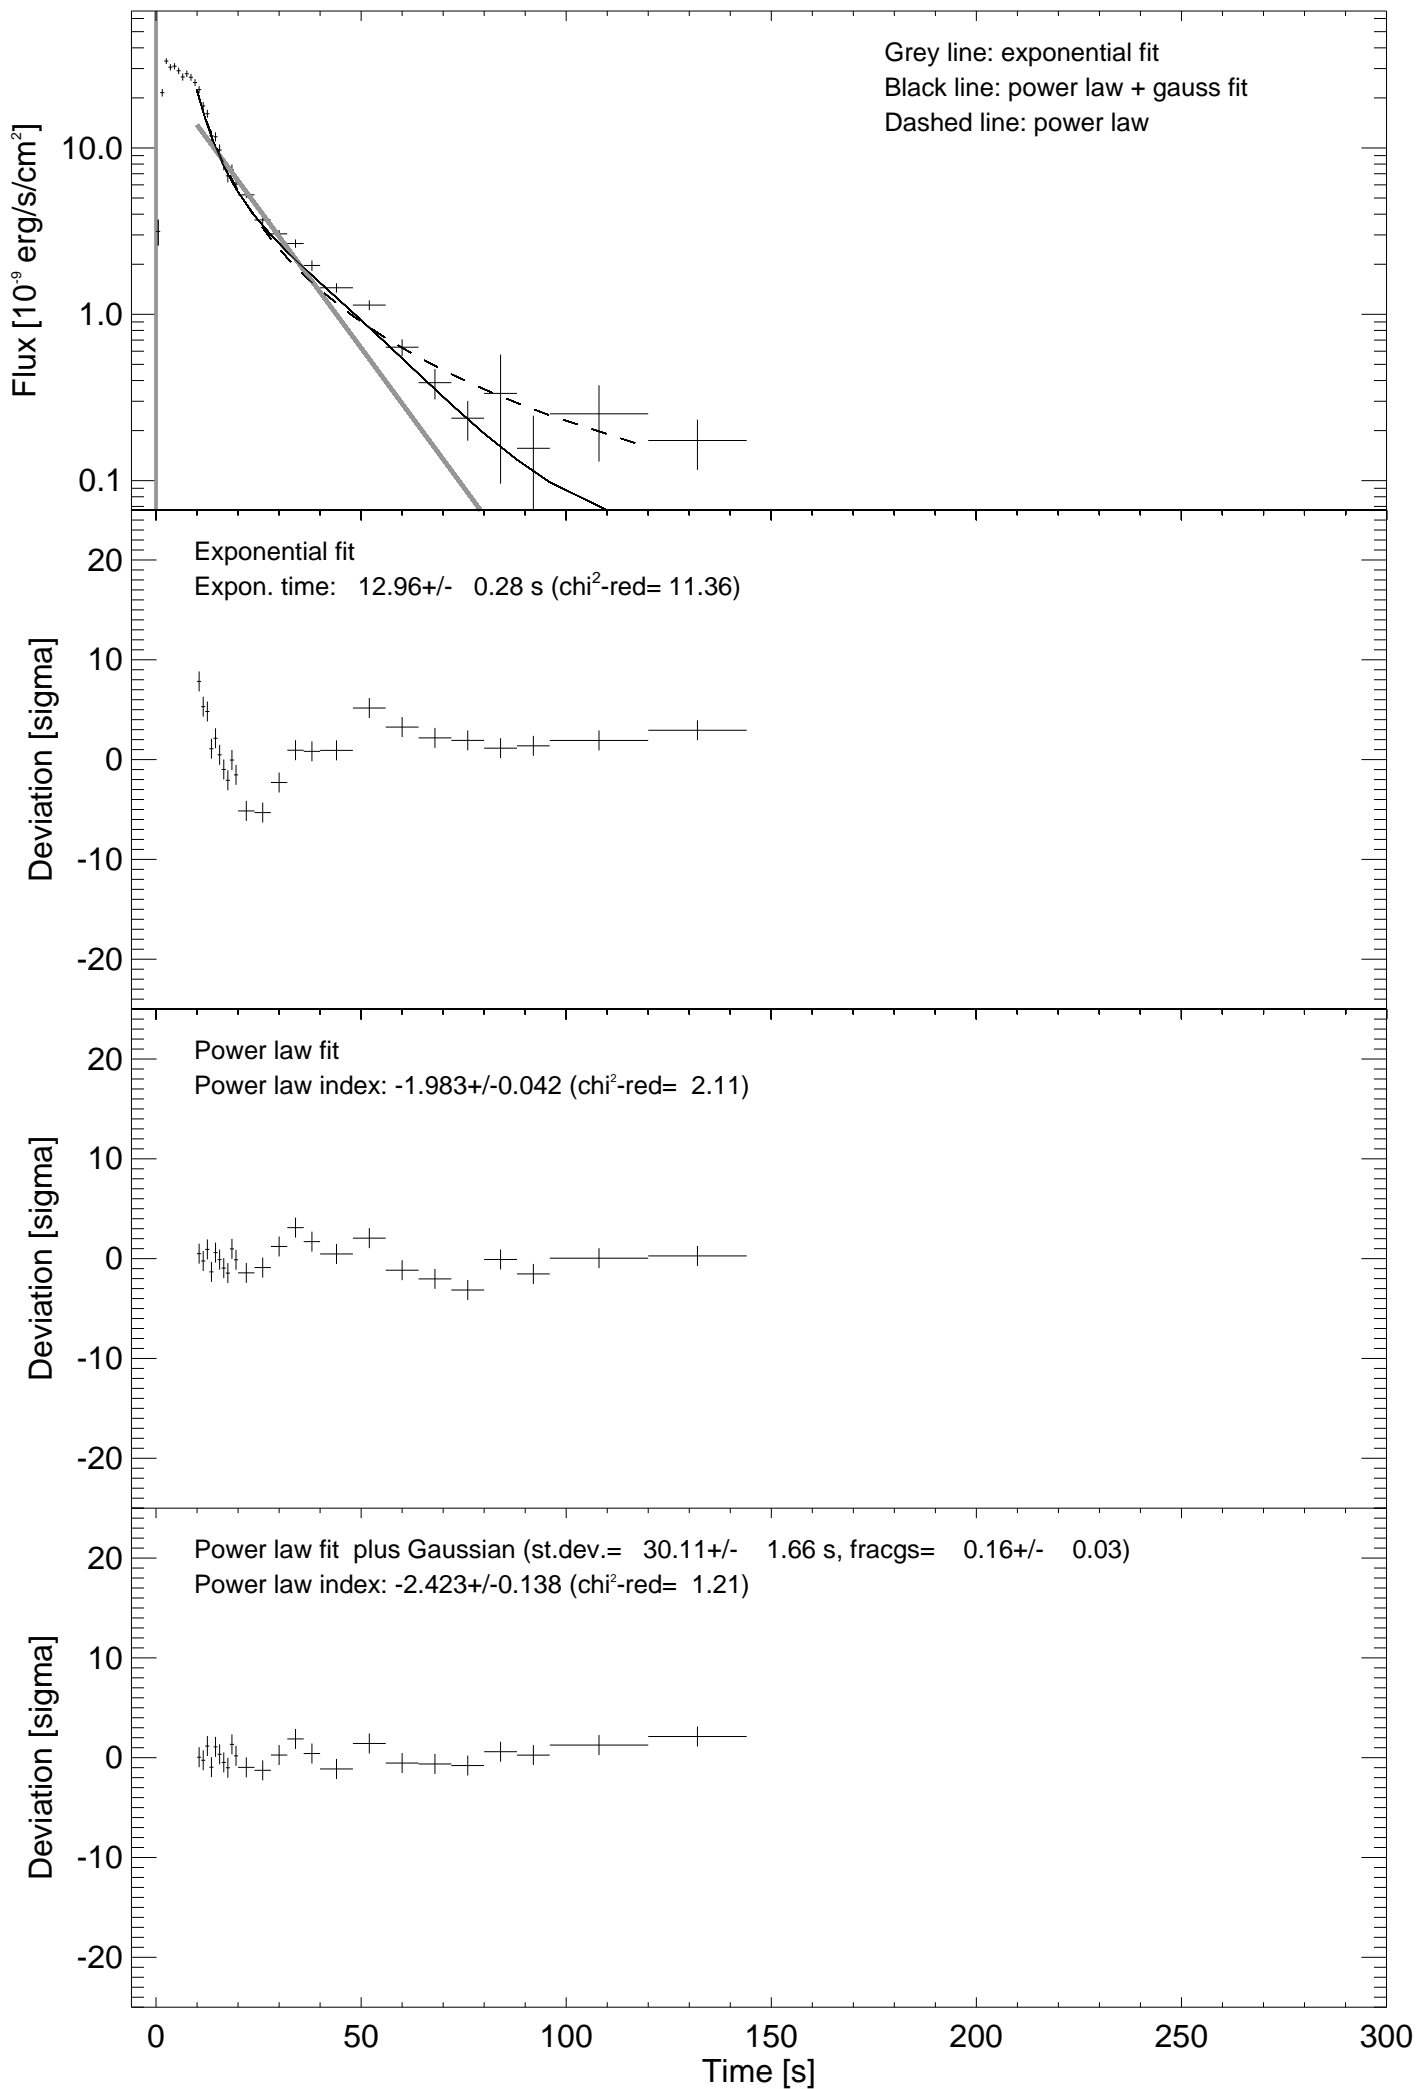 Grey line: exponential fit
Black line: power law + gauss fit
Dashed line: power law
Flux [10⁻⁹ erg/s/cm²]
10.0
1.0
0.1
Exponential fit
Expon. time: 12.96+/- 0.28 s (chi²-red= 11.36)
Deviation [sigma]
20
10
0
-10
-20
Power law fit
Power law index: -1.983+/-0.042 (chi²-red= 2.11)
Deviation [sigma]
20
10
0
-10
-20
Power law fit plus Gaussian (st.dev.= 30.11+/- 1.66 s, fracgs= 0.16+/- 0.03)
Power law index: -2.423+/-0.138 (chi²-red= 1.21)
Deviation [sigma]
20
10
0
-10
-20
0 50 100 150 200 250 300
Time [s]